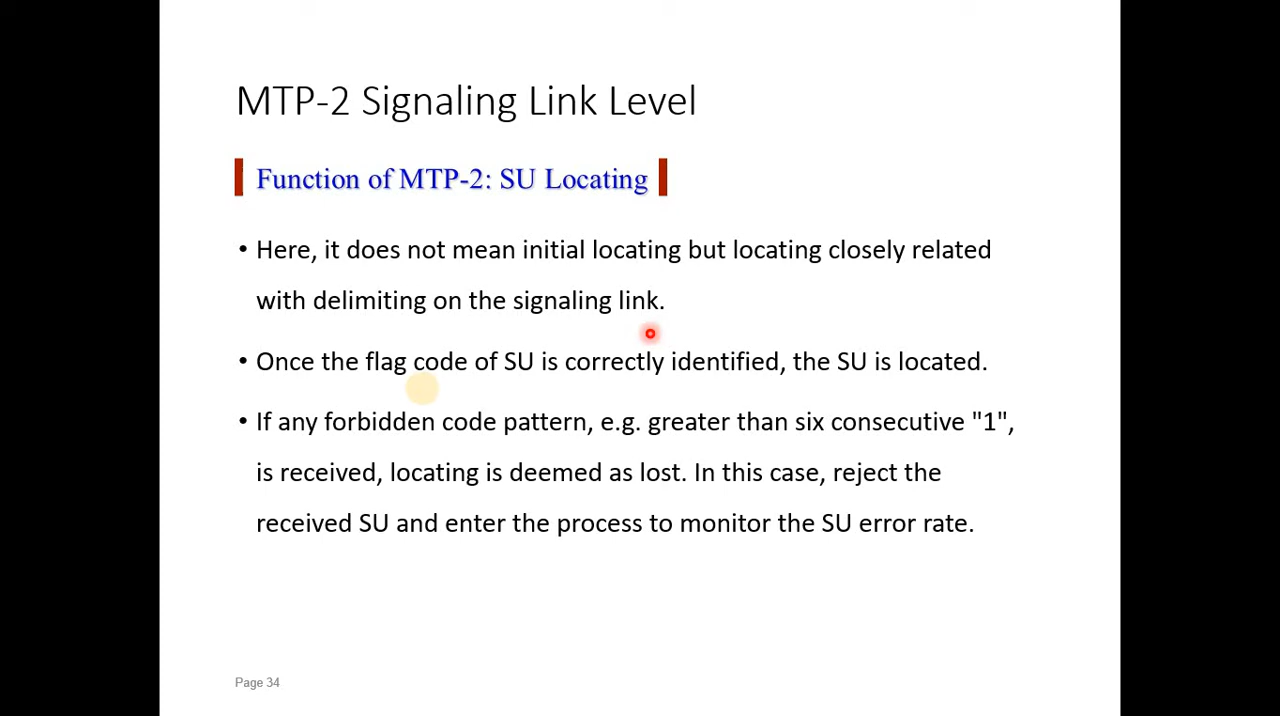 MTP-2 Signaling Link Level
Function of MTP-2: SU Locating
• Here, it does not mean initial locating but locating closely related
with delimiting on the signaling link.
• Once the flag code of SU is correctly identified, the SU is located.
• If any forbidden code pattern, e.g. greater than six consecutive "1",
is received, locating is deemed as lost. In this case, reject the
received SU and enter the process to monitor the SU error rate.
Page 34